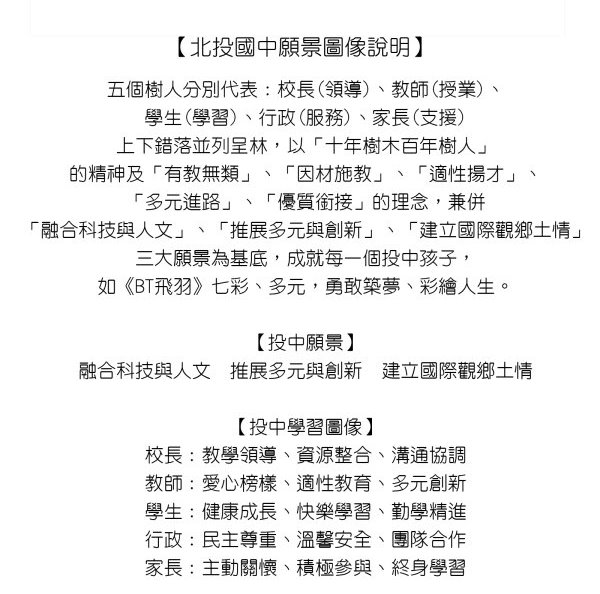 【北投國中願景圖像說明】
五個樹人分別代表：校長(領導)、教師(授業)、
學生(學習)、行政(服務)、家長(支援)
上下錯落並列呈林，以「十年樹木百年樹人」
的精神及「有教無類」、「因材施教」、「適性揚才」、
「多元進路」、「優質銜接」的理念，兼併
「融合科技與人文」、「推展多元與創新」、「建立國際觀鄉土情」
三大願景為基底，成就每一個投中孩子，
如《BT飛羽》七彩、多元，勇敢築夢、彩繪人生。
【投中願景】
融合科技與人文　推展多元與創新　建立國際觀鄉土情
【投中學習圖像】
校長：教學領導、資源整合、溝通協調
教師：愛心榜樣、適性教育、多元創新
學生：健康成長、快樂學習、勤學精進
行政：民主尊重、溫馨安全、團隊合作
家長：主動關懷、積極參與、終身學習